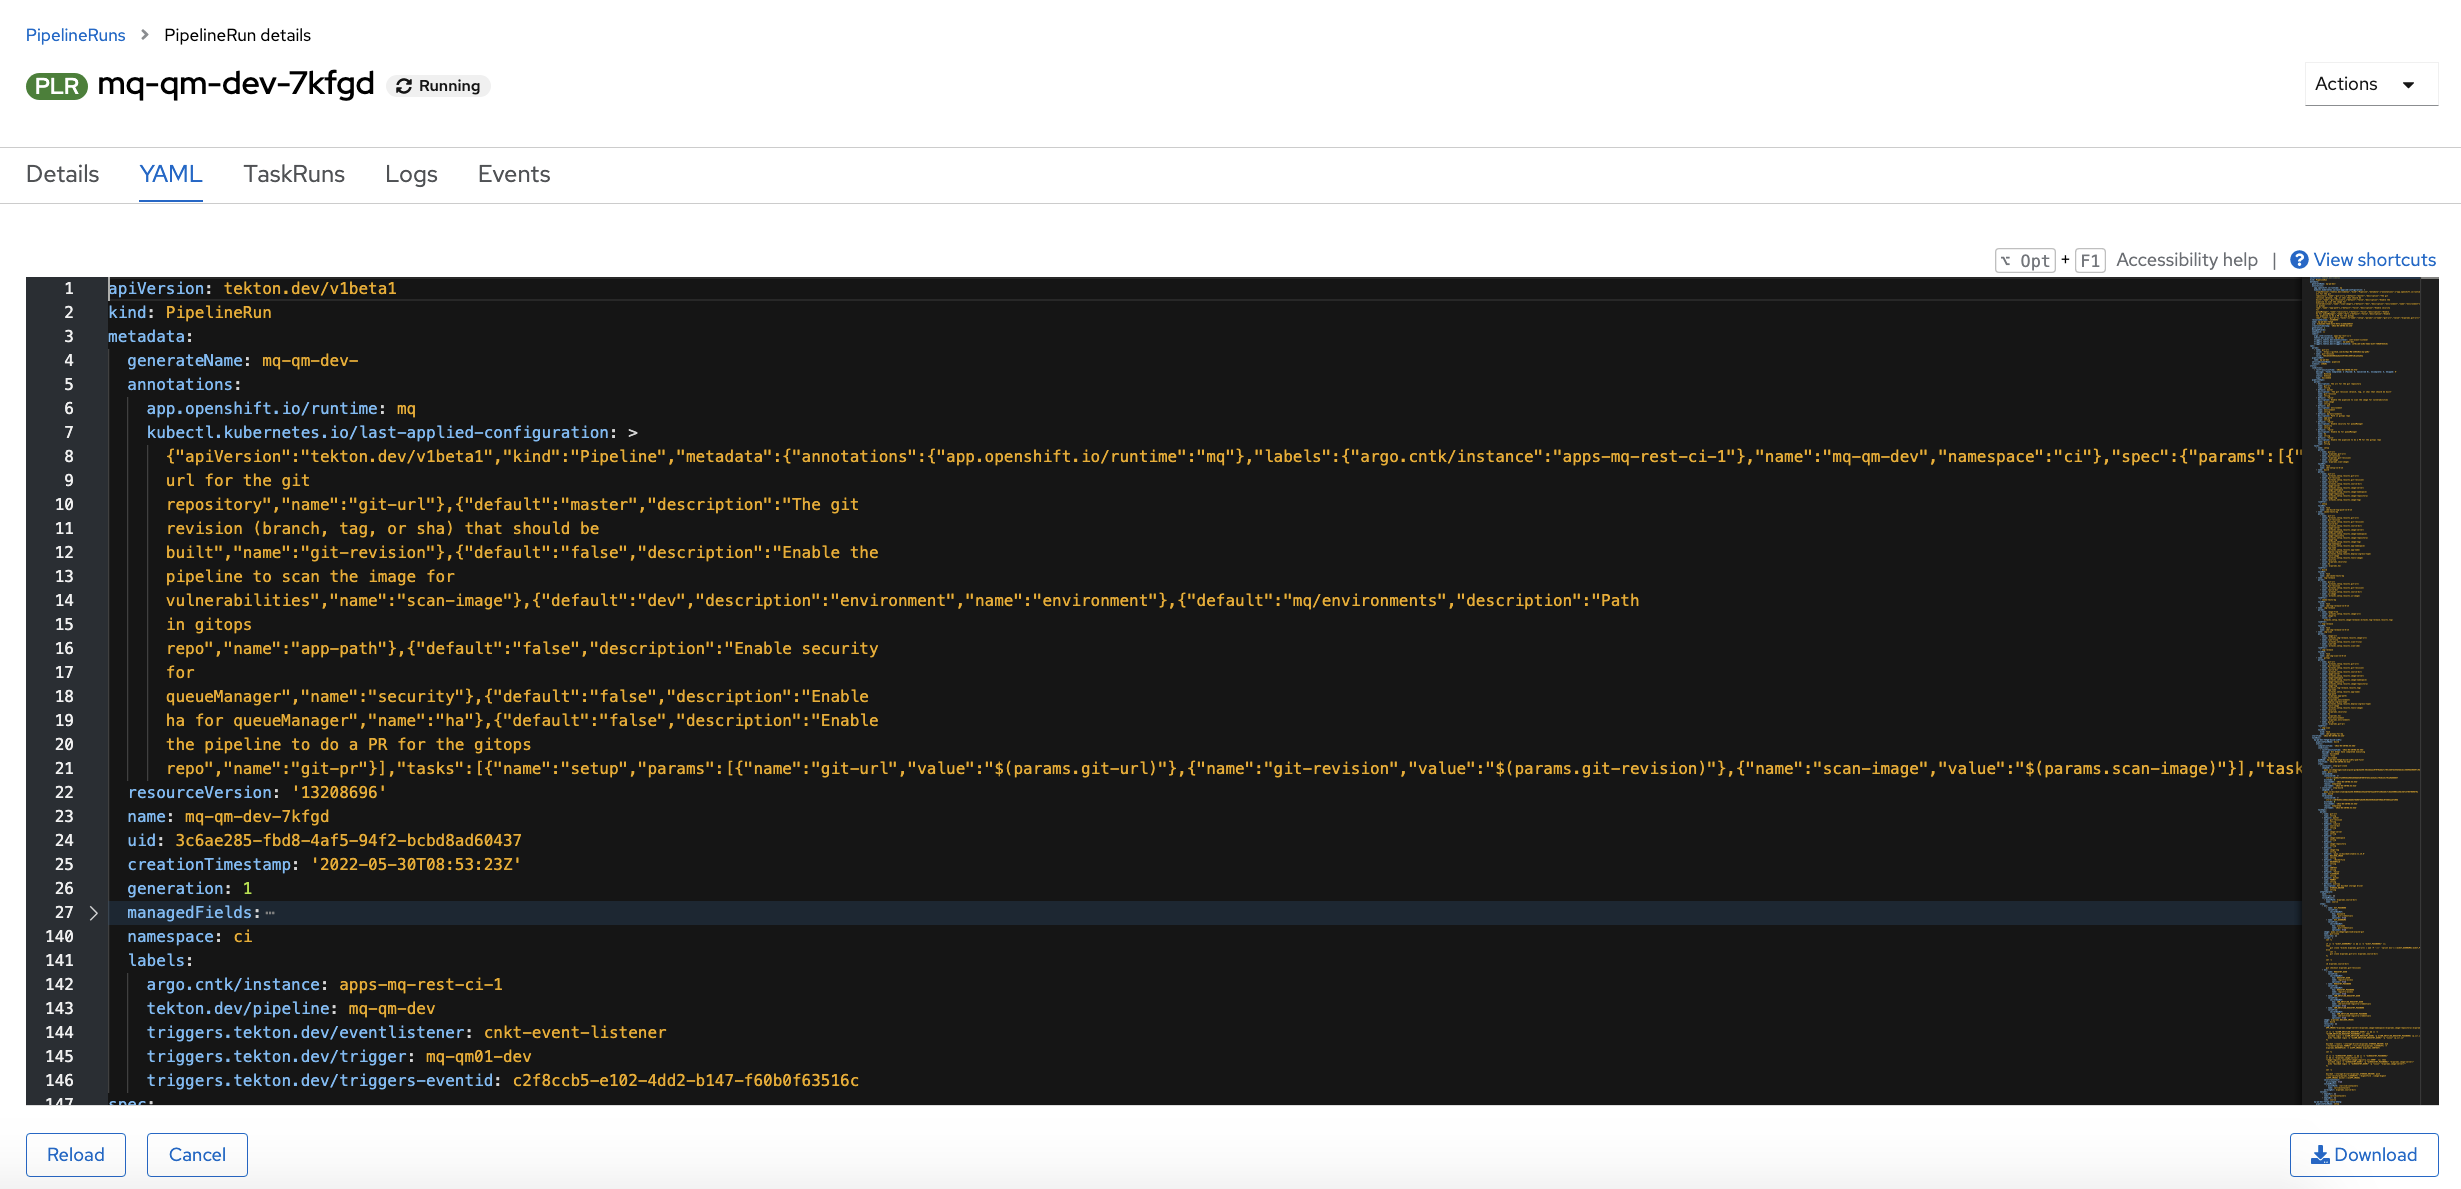 PipelineRuns > PipelineRun details
PLR mq-qm-dev-7kfgd Running
Actions
Details YAML TaskRuns Logs Events
⌥ Opt + F1 Accessibility help | View shortcuts
1 apiVersion: tekton.dev/v1beta1
2 kind: PipelineRun
3 metadata:
4 generateName: mq-qm-dev-
5 annotations:
6 app.openshift.io/runtime: mq
7 kubectl.kubernetes.io/last-applied-configuration: >
8 {"apiVersion":"tekton.dev/v1beta1","kind":"Pipeline","metadata":{"annotations":{"app.openshift.io/runtime":"mq"},"labels":{"argo.cntk/instance":"apps-mq-rest-ci-1"},"name":"mq-qm-dev","namespace":"ci"},"spec":{"params":[{"
9 url for the git
10 repository","name":"git-url"},{"default":"master","description":"The git
11 revision (branch, tag, or sha) that should be
12 built","name":"git-revision"},{"default":"false","description":"Enable the
13 pipeline to scan the image for
14 vulnerabilities","name":"scan-image"},{"default":"dev","description":"environment","name":"environment"},{"default":"mq/environments","description":"Path
15 in gitops
16 repo","name":"app-path"},{"default":"false","description":"Enable security
17 for
18 queueManager","name":"security"},{"default":"false","description":"Enable
19 ha for queueManager","name":"ha"},{"default":"false","description":"Enable
20 the pipeline to do a PR for the gitops
21 repo","name":"git-pr"}],"tasks":[{"name":"setup","params":[{"name":"git-url","value":"$(params.git-url)"},{"name":"git-revision","value":"$(params.git-revision)"},{"name":"scan-image","value":"$(params.scan-image)"}],"task
22 resourceVersion: '13208696'
23 name: mq-qm-dev-7kfgd
24 uid: 3c6ae285-fbd8-4af5-94f2-bcbd8ad60437
25 creationTimestamp: '2022-05-30T08:53:23Z'
26 generation: 1
27 > managedFields:⋯
140 namespace: ci
141 labels:
142 argo.cntk/instance: apps-mq-rest-ci-1
143 tekton.dev/pipeline: mq-qm-dev
144 triggers.tekton.dev/eventlistener: cnkt-event-listener
145 triggers.tekton.dev/trigger: mq-qm01-dev
146 triggers.tekton.dev/triggers-eventid: c2f8ccb5-e102-4dd2-b147-f60b0f63516c
147 spec:
Reload Cancel Download